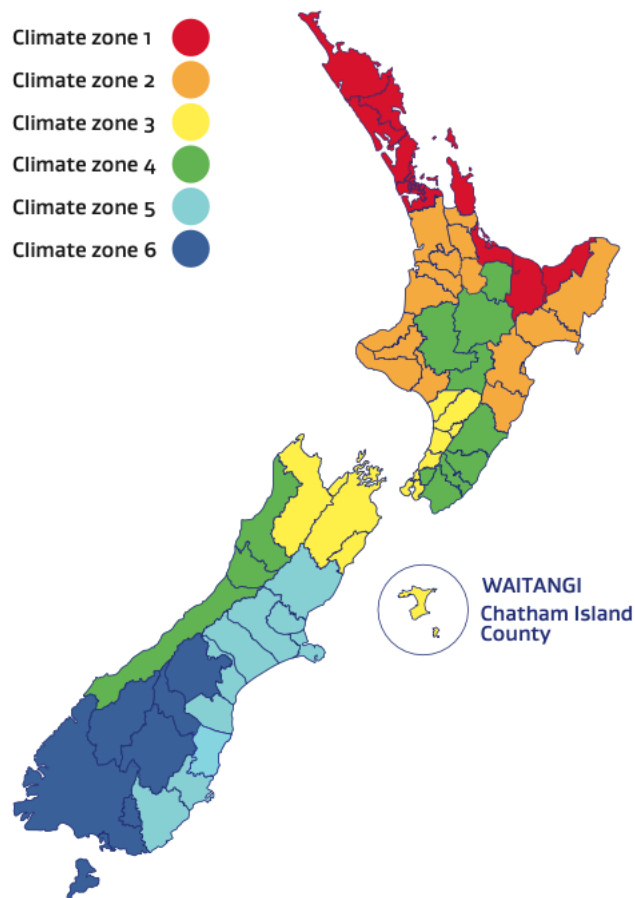 Climate zone 1
Climate zone 2
Climate zone 3
Climate zone 4
Climate zone 5
Climate zone 6
WAITANGI
Chatham Island
County